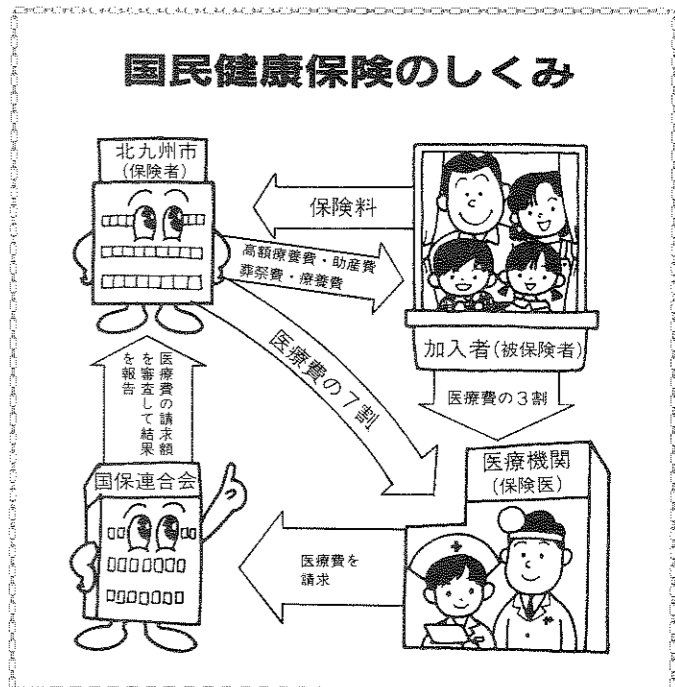 国民健康保険のしくみ
北九州市
(保険者)
保険料
高額療養費・助産費
葬祭費・療養費
加入者(被保険者)
医療費の7割
医療費の3割
医療費の請求額
を審査して結果
を報告
国保連合会
医療機関
(保険医)
医療費を
請求